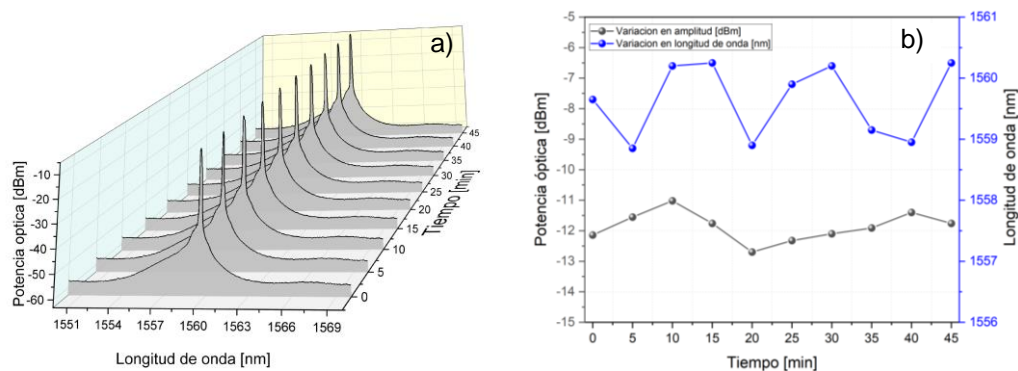 a)
Potencia óptica [dBm]
-10
-20
-30
-40
-50
-60
1551 1554 1557 1560 1563 1566 1569
Longitud de onda [nm]
0
5
10
15
20
25
30
35
40
45
Tiempo [min]
b)
Variacion en amplitud [dBm]
Variacion en longitud de onda [nm]
Potencia óptica [dBm]
-5
-6
-7
-8
-9
-10
-11
-12
-13
-14
-15
0 5 10 15 20 25 30 35 40 45
Tiempo [min]
1561
1560
1559
1558
1557
1556
Longitud de onda [nm]